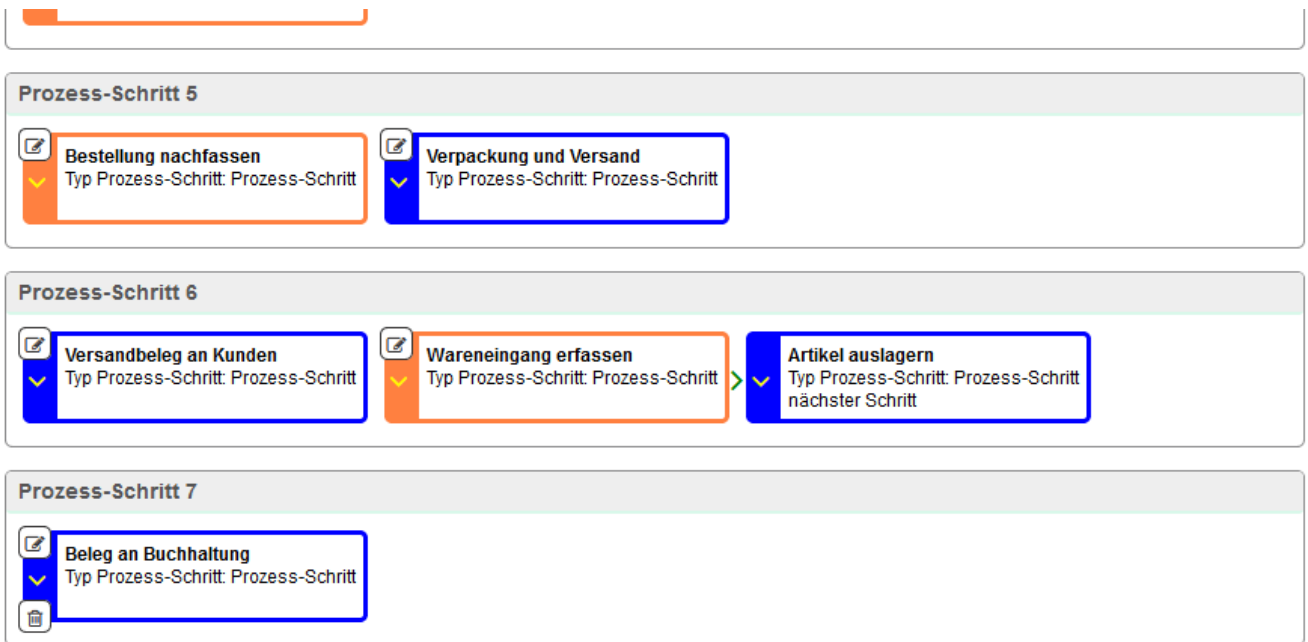 Prozess-Schritt 5
Bestellung nachfassen
Typ Prozess-Schritt: Prozess-Schritt
Verpackung und Versand
Typ Prozess-Schritt: Prozess-Schritt
Prozess-Schritt 6
Versandbeleg an Kunden
Typ Prozess-Schritt: Prozess-Schritt
Wareneingang erfassen
Typ Prozess-Schritt: Prozess-Schritt
Artikel auslagern
Typ Prozess-Schritt: Prozess-Schritt
nächster Schritt
Prozess-Schritt 7
Beleg an Buchhaltung
Typ Prozess-Schritt: Prozess-Schritt